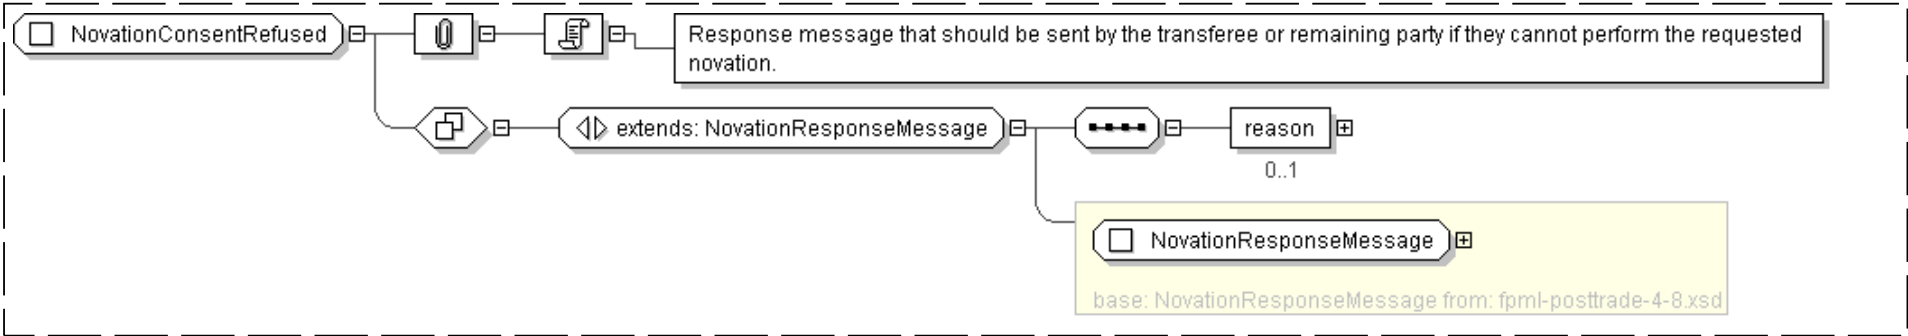 NovationConsentRefused
Response message that should be sent by the transferee or remaining party if they cannot perform the requested
novation.
extends: NovationResponseMessage
reason
0..1
NovationResponseMessage
base: NovationResponseMessage from: fpml-posttrade-4-8.xsd